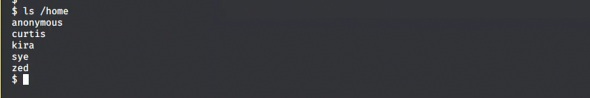 $
$ ls /home
anonymous
curtis
kira
sye
zed
$